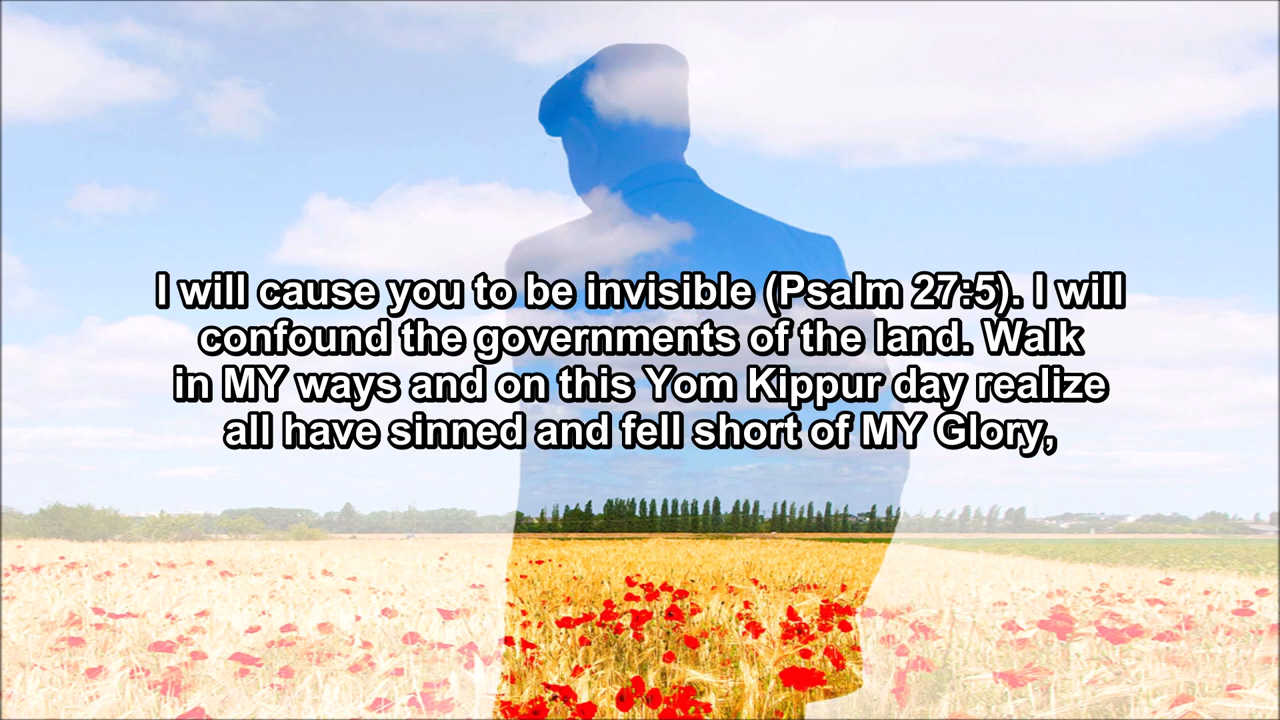 I will cause you to be invisible (Psalm 27:5). I will
confound the governments of the land. Walk
in MY ways and on this Yom Kippur day realize
all have sinned and fell short of MY Glory,